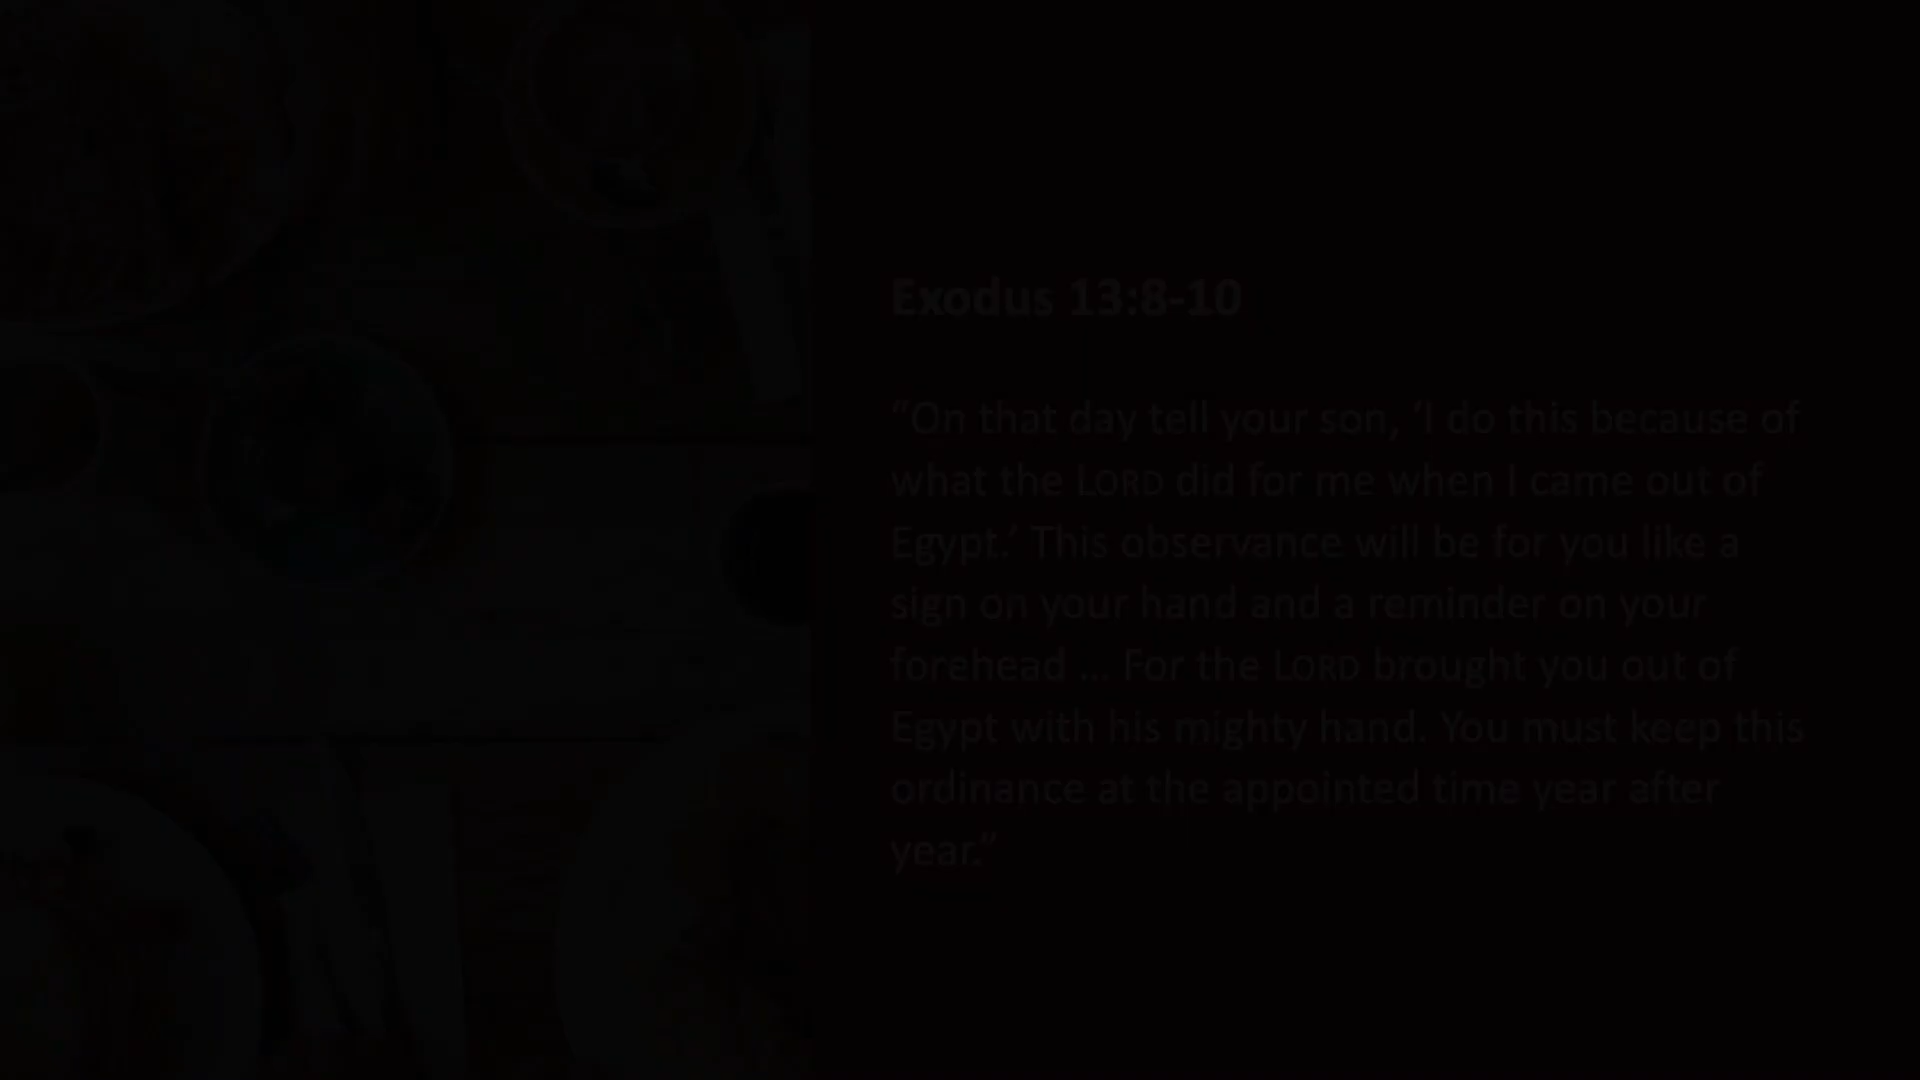 Exodus 13:8-10
“On that day tell your son, ‘I do this because of
what the LORD did for me when I came out of
Egypt.’ This observance will be for you like a
sign on your hand and a reminder on your
forehead ... For the LORD brought you out of
Egypt with his mighty hand. You must keep this
ordinance at the appointed time year after
year.”